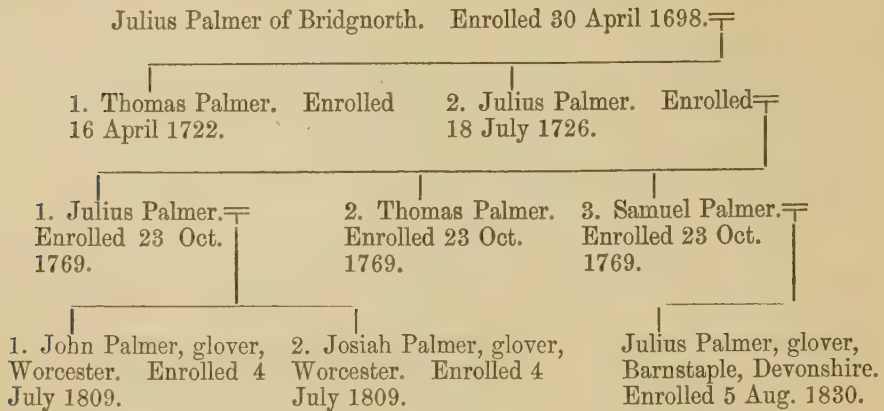 Julius Palmer of Bridgnorth. Enrolled 30 April 1698.
1. Thomas Palmer. Enrolled
16 April 1722.
2. Julius Palmer. Enrolled
18 July 1726.
1. Julius Palmer.
Enrolled 23 Oct.
1769.
2. Thomas Palmer.
Enrolled 23 Oct.
1769.
3. Samuel Palmer.
Enrolled 23 Oct.
1769.
1. John Palmer, glover,
Worcester. Enrolled 4
July 1809.
2. Josiah Palmer, glover,
Worcester. Enrolled 4
July 1809.
Julius Palmer, glover,
Barnstaple, Devonshire.
Enrolled 5 Aug. 1830.